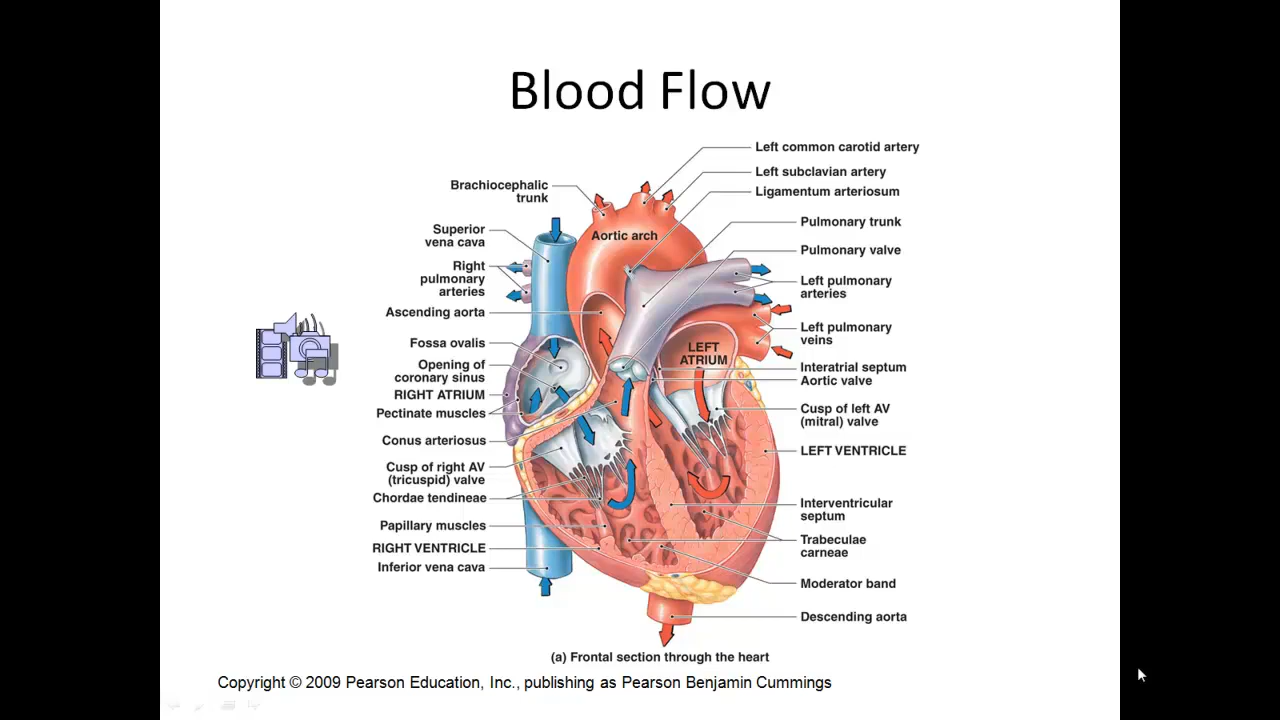 Blood Flow
Left common carotid artery
Left subclavian artery
Ligamentum arteriosum
Pulmonary trunk
Pulmonary valve
Left pulmonary
arteries
Left pulmonary
veins
Interatrial septum
Aortic valve
Cusp of left AV
(mitral) valve
LEFT VENTRICLE
Interventricular
septum
Trabeculae
carneae
Moderator band
Descending aorta
Brachiocephalic
trunk
Superior
vena cava
Right
pulmonary
arteries
Ascending aorta
Fossa ovalis
Opening of
coronary sinus
RIGHT ATRIUM
Pectinate muscles
Conus arteriosus
Cusp of right AV
(tricuspid) valve
Chordae tendineae
Papillary muscles
RIGHT VENTRICLE
Inferior vena cava
Aortic arch
LEFT
ATRIUM
(a) Frontal section through the heart
Copyright © 2009 Pearson Education, Inc., publishing as Pearson Benjamin Cummings